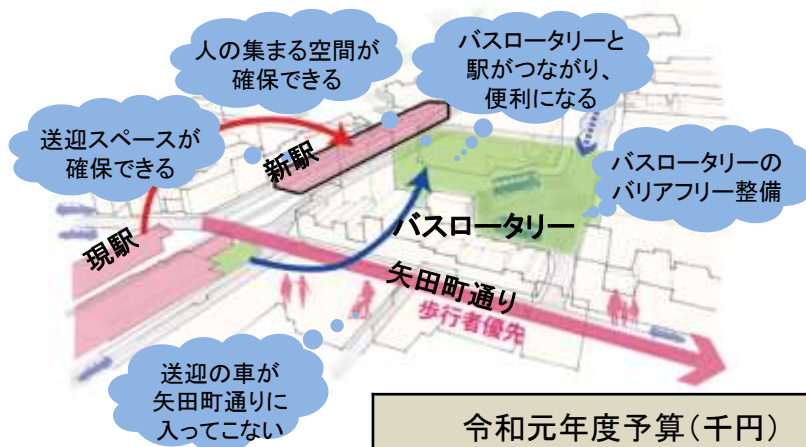 人の集まる空間が
確保できる
バスロータリーと
駅がつながり、
便利になる
送迎スペースが
確保できる
新駅
バスロータリーの
バリアフリー整備
バスロータリー
現駅
矢田町通り
歩行者優先
送迎の車が
矢田町通りに
入ってこない
令和元年度予算(千円)